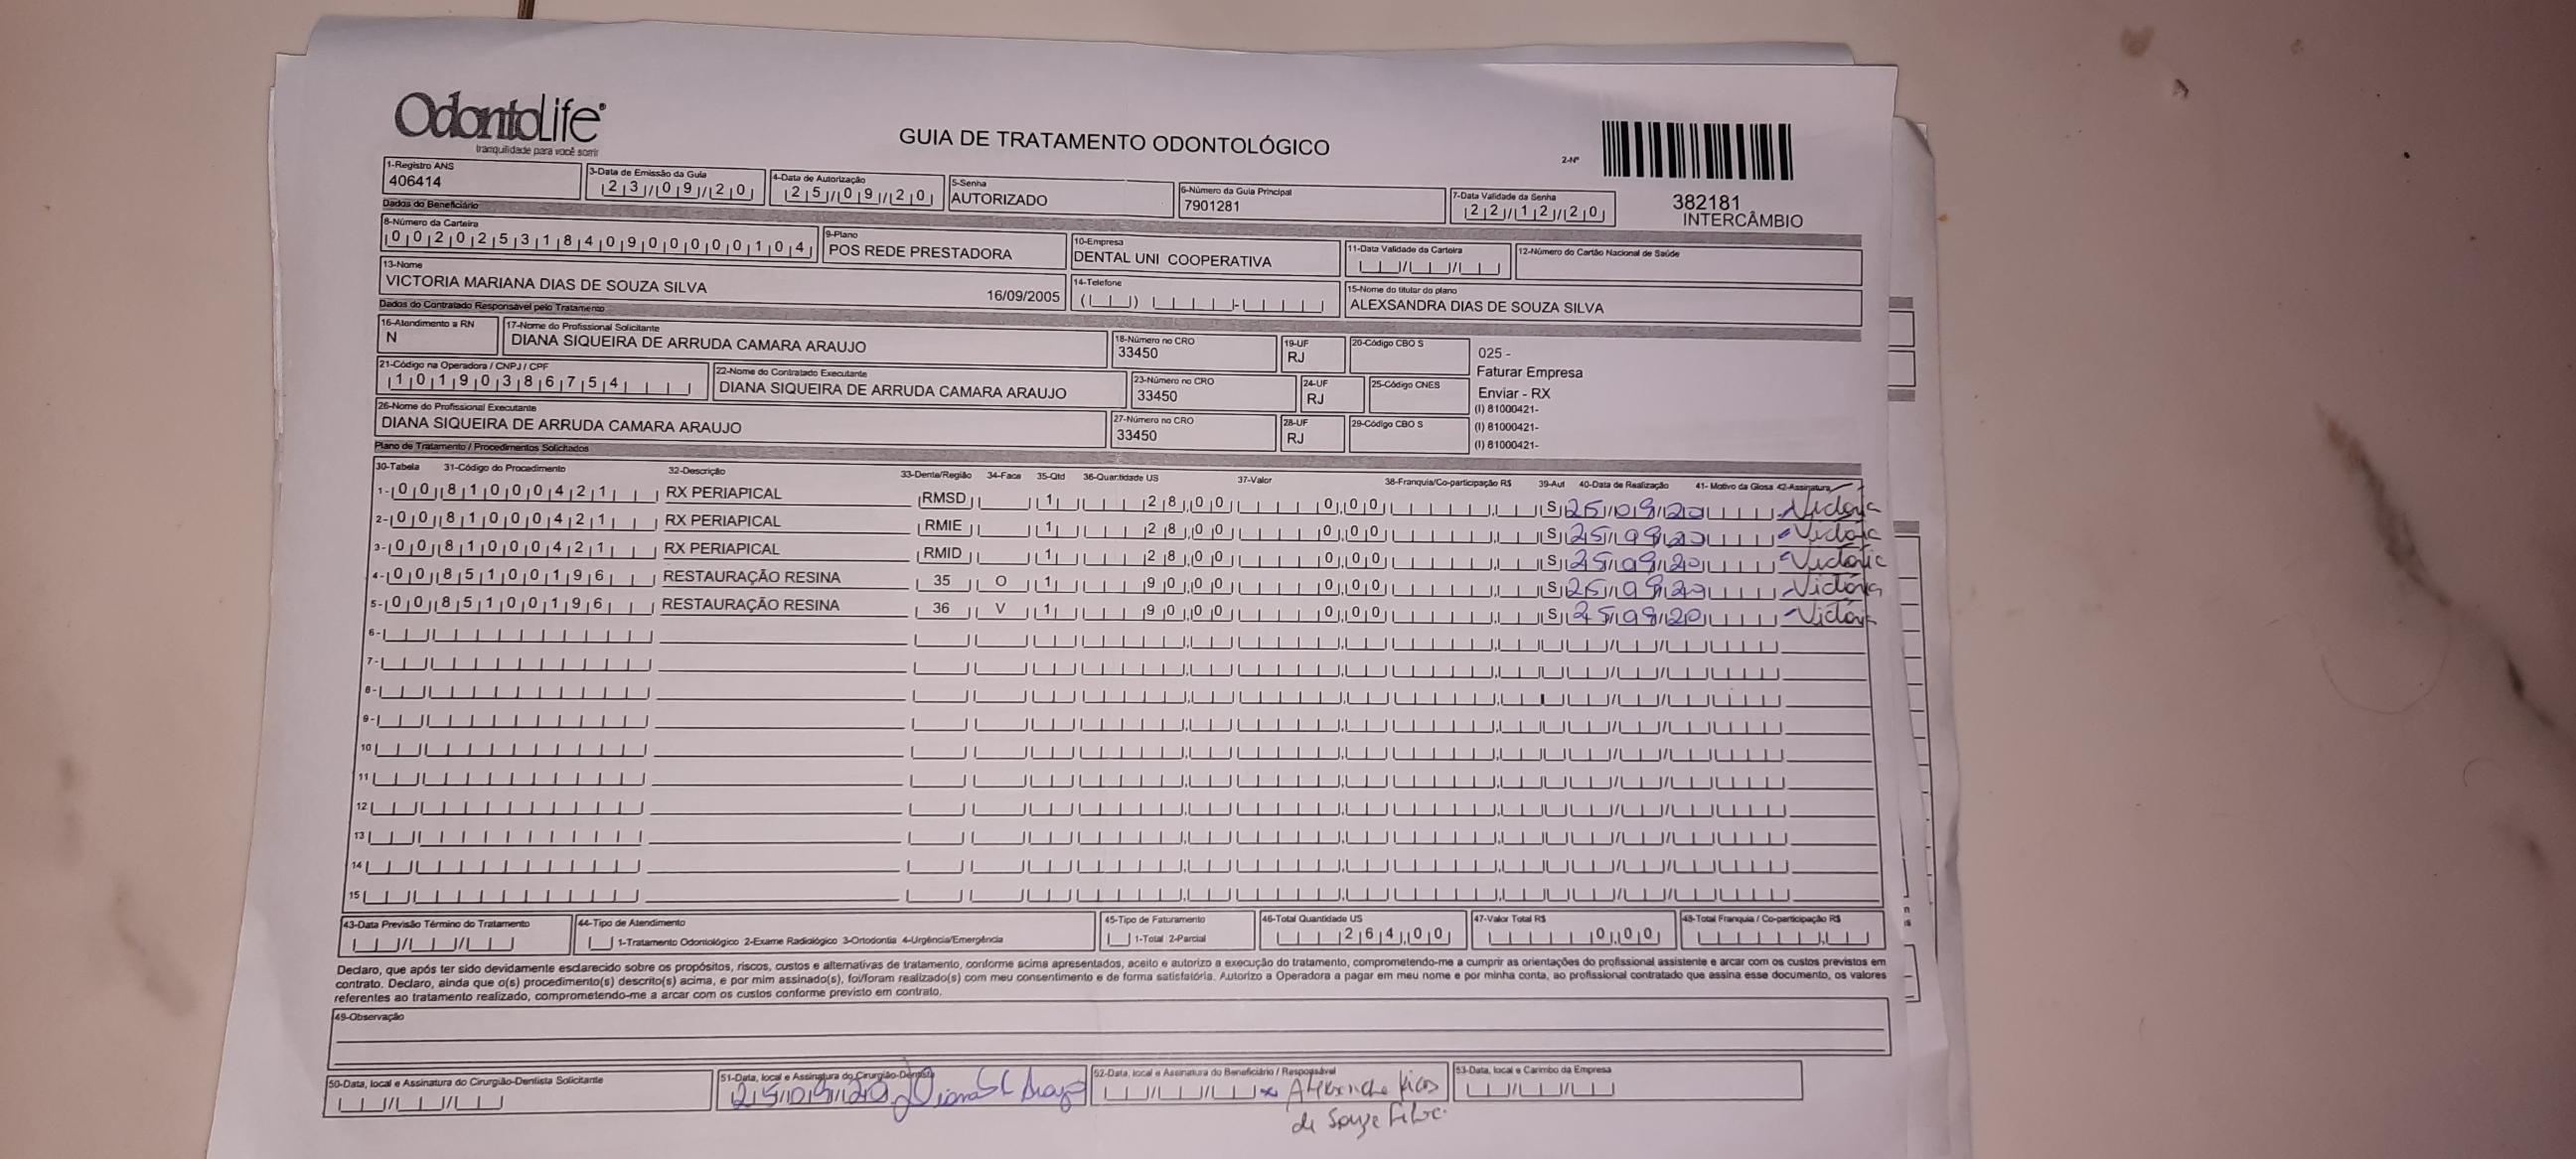 OdontoLife®
tranquilidade para você sorrir
GUIA DE TRATAMENTO ODONTOLÓGICO
2-Nº
382181
INTERCÂMBIO
1-Registro ANS
406414
3-Data de Emissão da Guia
23/09/20
4-Data de Autorização
25/09/20
5-Senha
AUTORIZADO
6-Número da Guia Principal
7901281
7-Data Validade da Senha
22/12/20
Dados do Beneficiário
8-Número da Carteira
00202531840900000104
9-Plano
POS REDE PRESTADORA
10-Empresa
DENTAL UNI COOPERATIVA
11-Data Validade da Carteira
12-Número do Cartão Nacional de Saúde
13-Nome
VICTORIA MARIANA DIAS DE SOUZA SILVA 16/09/2005
14-Telefone
15-Nome do titular do plano
ALEXSANDRA DIAS DE SOUZA SILVA
Dados do Contratado Responsável pelo Tratamento
16-Atendimento a RN
N
17-Nome do Profissional Solicitante
DIANA SIQUEIRA DE ARRUDA CAMARA ARAUJO
18-Número no CRO
33450
19-UF
RJ
20-Código CBO S
025 -
Faturar Empresa
Enviar - RX
(I) 81000421-
(I) 81000421-
(I) 81000421-
21-Código na Operadora / CNPJ / CPF
10190386754
22-Nome do Contratado Executante
DIANA SIQUEIRA DE ARRUDA CAMARA ARAUJO
23-Número no CRO
33450
24-UF
RJ
25-Código CNES
26-Nome do Profissional Executante
DIANA SIQUEIRA DE ARRUDA CAMARA ARAUJO
27-Número no CRO
33450
28-UF
RJ
29-Código CBO S
Plano de Tratamento / Procedimentos Solicitados
30-Tabela 31-Código do Procedimento 32-Descrição 33-Dente/Região 34-Face 35-Qtd 36-Quantidade US 37-Valor 38-Franquia/Co-participação R$ 39-Aut 40-Data de Realização 41- Motivo da Glosa 42-Assinatura
1- 00 81000421 RX PERIAPICAL RMSD 1 28,00 0,00 S 25/09/20 Victoria
2- 00 81000421 RX PERIAPICAL RMIE 1 28,00 0,00 S 25/09/20 Victoria
3- 00 81000421 RX PERIAPICAL RMID 1 28,00 0,00 S 25/09/20 Victoria
4- 00 85100196 RESTAURAÇÃO RESINA 35 O 1 90,00 0,00 S 25/09/20 Victória
5- 00 85100196 RESTAURAÇÃO RESINA 36 V 1 90,00 0,00 S 25/09/20 Victória
6-
7-
8-
9-
10
11
12
13
14
15
43-Data Previsão Término do Tratamento
44-Tipo de Atendimento
1-Tratamento Odontológico 2-Exame Radiológico 3-Ortodontia 4-Urgência/Emergência
45-Tipo de Faturamento
1-Total 2-Parcial
46-Total Quantidade US
264,00
47-Valor Total R$
0,00
48-Total Franquia / Co-participação R$
Declaro, que após ter sido devidamente esclarecido sobre os propósitos, riscos, custos e alternativas de tratamento, conforme acima apresentados, aceito e autorizo a execução do tratamento, comprometendo-me a cumprir as orientações do profissional assistente e arcar com os custos previstos em
contrato. Declaro, ainda que o(s) procedimento(s) descrito(s) acima, e por mim assinado(s), foi/foram realizado(s) com meu consentimento e de forma satisfatória. Autorizo a Operadora a pagar em meu nome e por minha conta, ao profissional contratado que assina esse documento, os valores
referentes ao tratamento realizado, comprometendo-me a arcar com os custos conforme previsto em contrato.
49-Observação
50-Data, local e Assinatura do Cirurgião-Dentista Solicitante
51-Data, local e Assinatura do Cirurgião-Dentista
25/09/20 Diana
52-Data, local e Assinatura do Beneficiário / Responsável
de Souza Silva
53-Data, local e Carimbo da Empresa